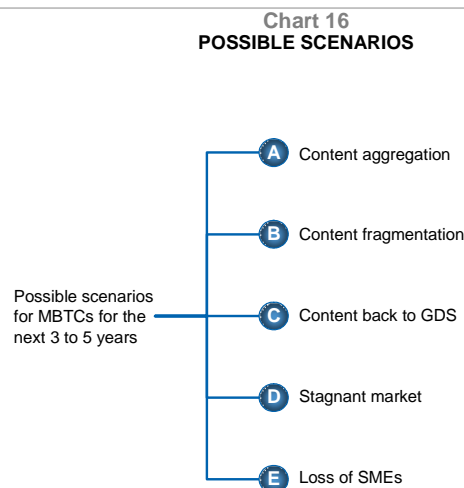 Chart 16
POSSIBLE SCENARIOS
A Content aggregation
B Content fragmentation
Possible scenarios
for MBTCs for the
next 3 to 5 years
C Content back to GDS
D Stagnant market
E Loss of SMEs